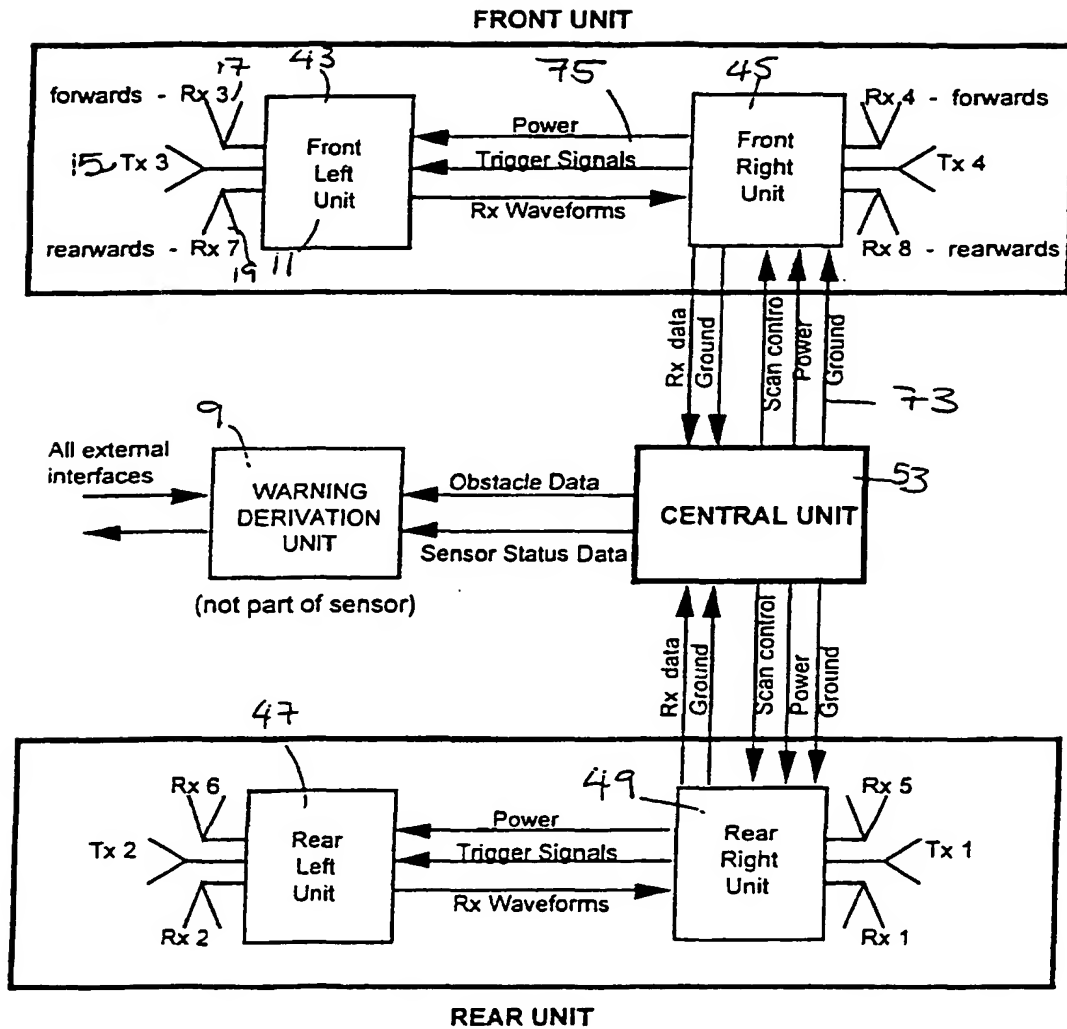 FRONT UNIT
43
17
75
45
forwards - Rx 3
Rx 4 - forwards
Power
Front
Left
Unit
Front
Right
Unit
15
Tx 3
Trigger Signals
Tx 4
Rx Waveforms
rearwards - Rx 7
19
11
Rx 8 - rearwards
Rx data
Ground
Scan control
Power
Ground
73
9
53
All external
interfaces
WARNING
DERIVATION
UNIT
Obstacle Data
Sensor Status Data
CENTRAL UNIT
(not part of sensor)
Rx data
Ground
Scan control
Power
Ground
47
49
Rx 6
Rx 5
Power
Tx 2
Rear
Left
Unit
Trigger Signals
Rear
Right
Unit
Tx 1
Rx Waveforms
Rx 2
Rx 1
REAR UNIT